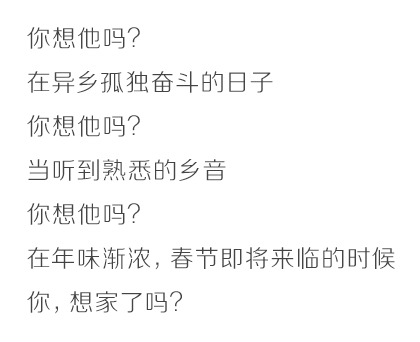 你想他吗?
在异乡孤独奋斗的日子
你想他吗?
当听到熟悉的乡音
你想他吗?
在年味渐浓, 春节即将来临的时候
你, 想家了吗?